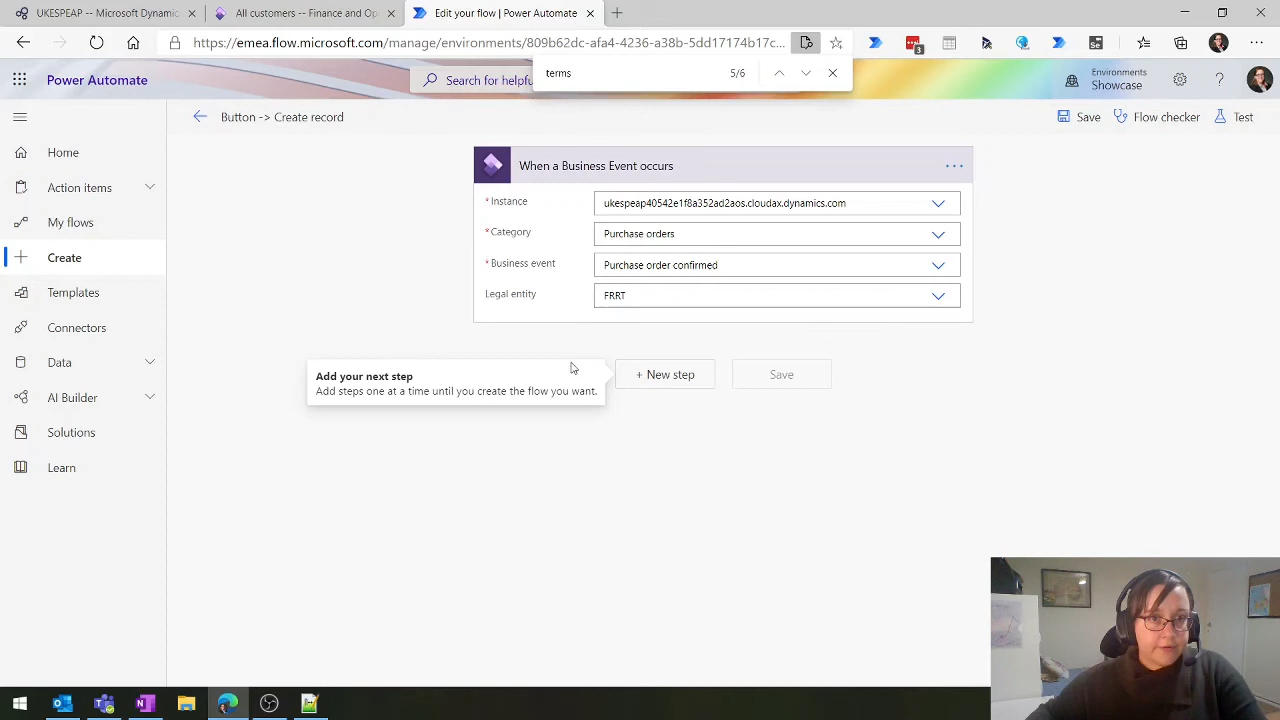 UKESPEAP -- Microsoft Dynamic
All customers -- Finance and Op
Edit your flow | Power Automate
https://emea.flow.microsoft.com/manage/environments/809b62dc-afa4-4236-a38b-5dd17174b17c...
3
terms
5/6
Power Automate
Search for helpfu
Environments
Showcase
Button -> Create record
Save
Flow checker
Test
Home
Action items
My flows
Create
Templates
Connectors
Data
AI Builder
Solutions
Learn
When a Business Event occurs
* Instance
ukespeap40542e1f8a352ad2aos.cloudax.dynamics.com
* Category
Purchase orders
* Business event
Purchase order confirmed
Legal entity
FRRT
Add your next step
Add steps one at a time until you create the flow you want.
+ New step
Save